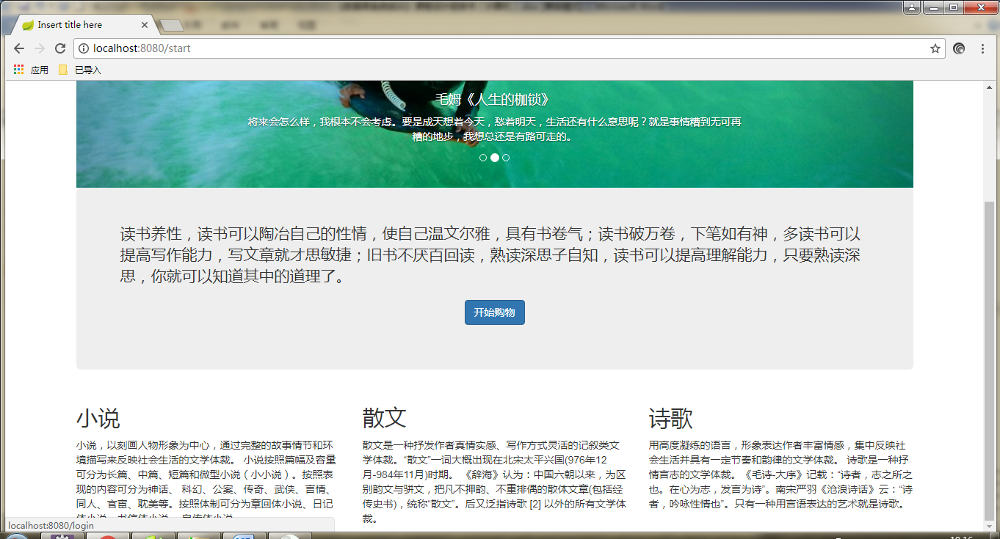 Insert title here
localhost:8080/start
应用
已导入
毛姆《人生的枷锁》
将来会怎么样，我根本不会考虑。要是成天想着今天，愁着明天，生活还有什么意思呢？就是事情糟到无可再
糟的地步，我想总还是有路可走的。
读书养性，读书可以陶冶自己的性情，使自己温文尔雅，具有书卷气；读书破万卷，下笔如有神，多读书可以
提高写作能力，写文章就才思敏捷；旧书不厌百回读，熟读深思子自知，读书可以提高理解能力，只要熟读深
思，你就可以知道其中的道理了。
开始购物
小说
小说，以刻画人物形象为中心，通过完整的故事情节和环
境描写来反映社会生活的文学体裁。 小说按照篇幅及容量
可分为长篇、中篇、短篇和微型小说（小小说）。按照表
现的内容可分为神话、 科幻、公案、传奇、武侠、言情、
同人、官宦、耽美等。按照体制可分为章回体小说、日记
体小说、书信体小说、自传体小说
散文
散文是一种抒发作者真情实感、写作方式灵活的记叙类文
学体裁。“散文”一词大概出现在北宋太平兴国(976年12
月-984年11月)时期。 《辞海》认为：中国六朝以来，为区
别韵文与骈文，把凡不押韵、不重排偶的散体文章(包括经
传史书)，统称“散文”。后又泛指诗歌 [2] 以外的所有文学体
裁。
诗歌
用高度凝练的语言，形象表达作者丰富情感，集中反映社
会生活并具有一定节奏和韵律的文学体裁。 诗歌是一种抒
情言志的文学体裁。《毛诗-大序》记载：“诗者，志之所之
也。在心为志，发言为诗”。南宋严羽《沧浪诗话》云：“诗
者，吟咏性情也”。只有一种用言语表达的艺术就是诗歌。
localhost:8080/login